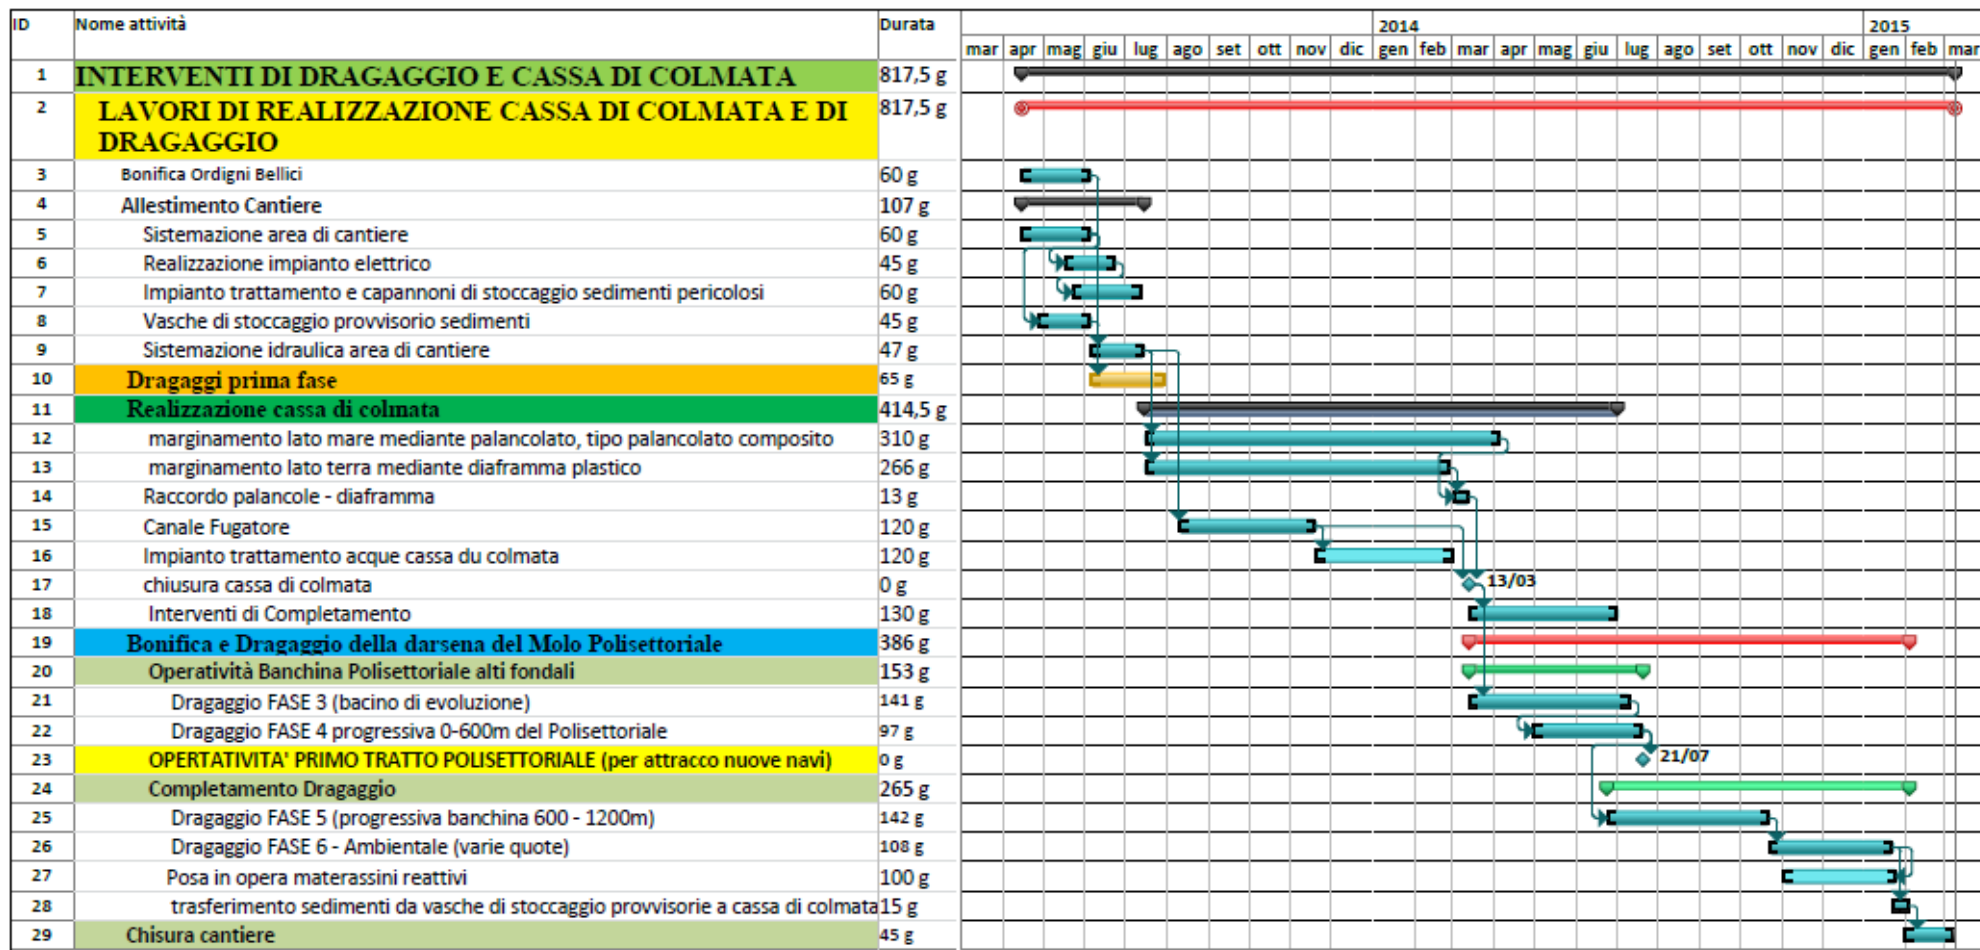 ID Nome attività Durata 2014 2015
mar apr mag giu lug ago set ott nov dic gen feb mar apr mag giu lug ago set ott nov dic gen feb mar
1 INTERVENTI DI DRAGAGGIO E CASSA DI COLMATA 817,5 g
2 LAVORI DI REALIZZAZIONE CASSA DI COLMATA E DI 817,5 g
DRAGAGGIO
3 Bonifica Ordigni Bellici 60 g
4 Allestimento Cantiere 107 g
5 Sistemazione area di cantiere 60 g
6 Realizzazione impianto elettrico 45 g
7 Impianto trattamento e capannoni di stoccaggio sedimenti pericolosi 60 g
8 Vasche di stoccaggio provvisorio sedimenti 45 g
9 Sistemazione idraulica area di cantiere 47 g
10 Dragaggi prima fase 65 g
11 Realizzazione cassa di colmata 414,5 g
12 marginamento lato mare mediante palancolato, tipo palancolato composito 310 g
13 marginamento lato terra mediante diaframma plastico 266 g
14 Raccordo palancole - diaframma 13 g
15 Canale Fugatore 120 g
16 Impianto trattamento acque cassa du colmata 120 g
17 chiusura cassa di colmata 0 g 13/03
18 Interventi di Completamento 130 g
19 Bonifica e Dragaggio della darsena del Molo Polisettoriale 386 g
20 Operatività Banchina Polisettoriale alti fondali 153 g
21 Dragaggio FASE 3 (bacino di evoluzione) 141 g
22 Dragaggio FASE 4 progressiva 0-600m del Polisettoriale 97 g
23 OPERTATIVITA' PRIMO TRATTO POLISETTORIALE (per attracco nuove navi) 0 g 21/07
24 Completamento Dragaggio 265 g
25 Dragaggio FASE 5 (progressiva banchina 600 - 1200m) 142 g
26 Dragaggio FASE 6 - Ambientale (varie quote) 108 g
27 Posa in opera materassini reattivi 100 g
28 trasferimento sedimenti da vasche di stoccaggio provvisorie a cassa di colmata 15 g
29 Chisura cantiere 45 g